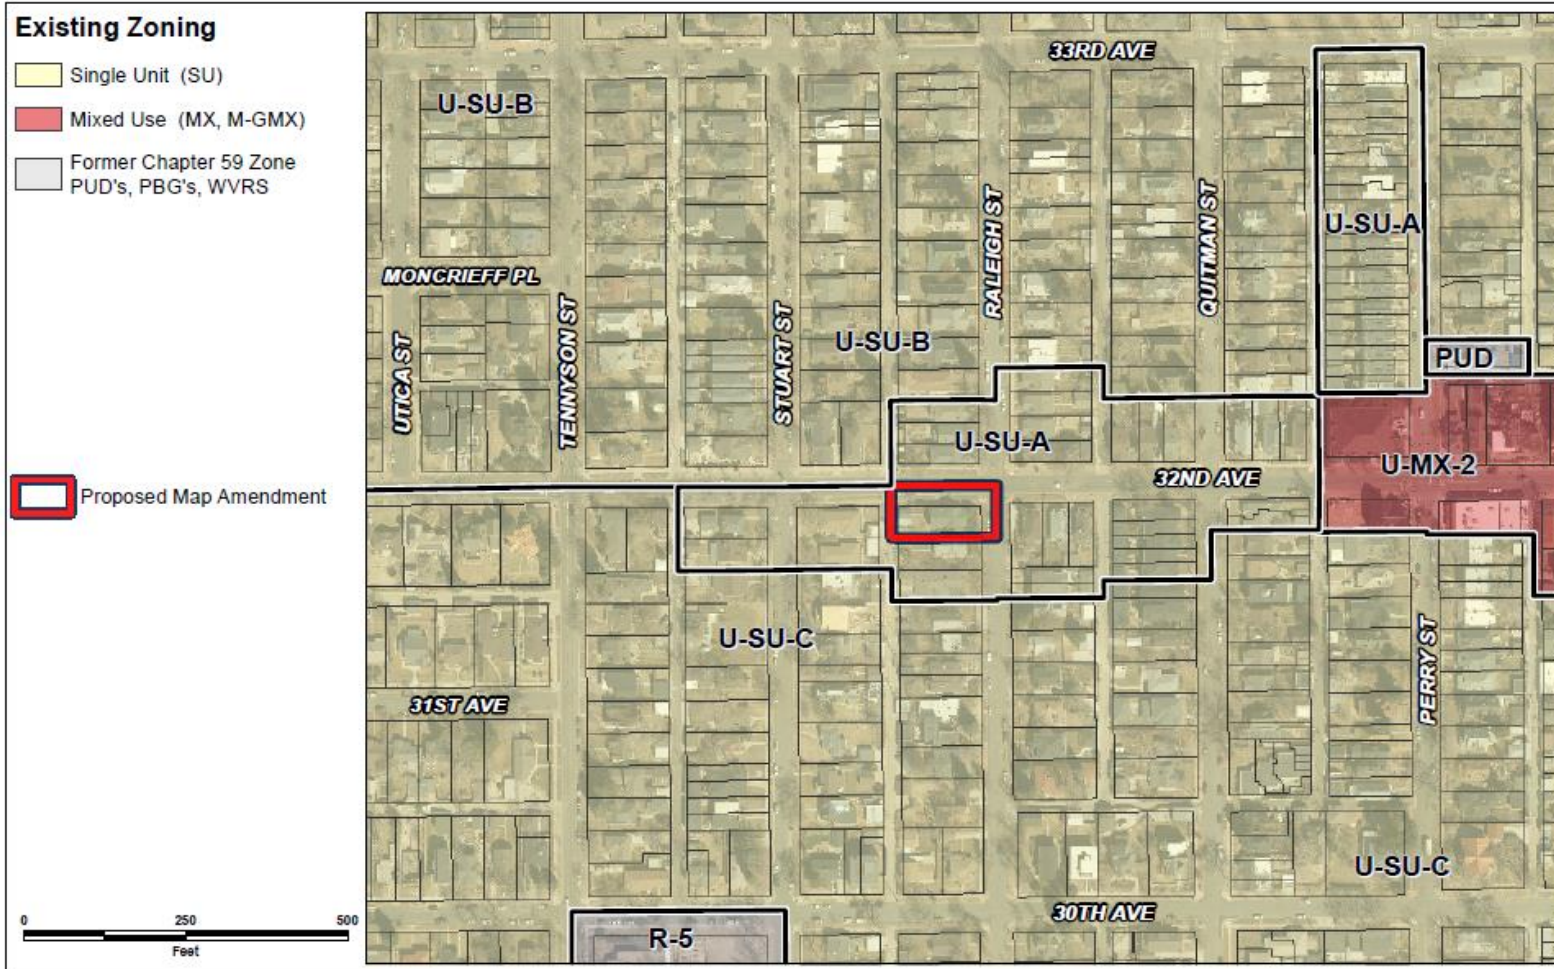 Existing Zoning
Single Unit (SU)
Mixed Use (MX, M-GMX)
Former Chapter 59 Zone
PUD's, PBG's, WVRS
Proposed Map Amendment
0 250 500
Feet
33RD AVE
U-SU-B
RALEIGH ST
QUITMAN ST
U-SU-A
MONCRIEFF PL
UTICA ST
TENNYSON ST
STUART ST
U-SU-B
PUD
U-SU-A
32ND AVE
U-MX-2
U-SU-C
PERRY ST
31ST AVE
U-SU-C
30TH AVE
R-5